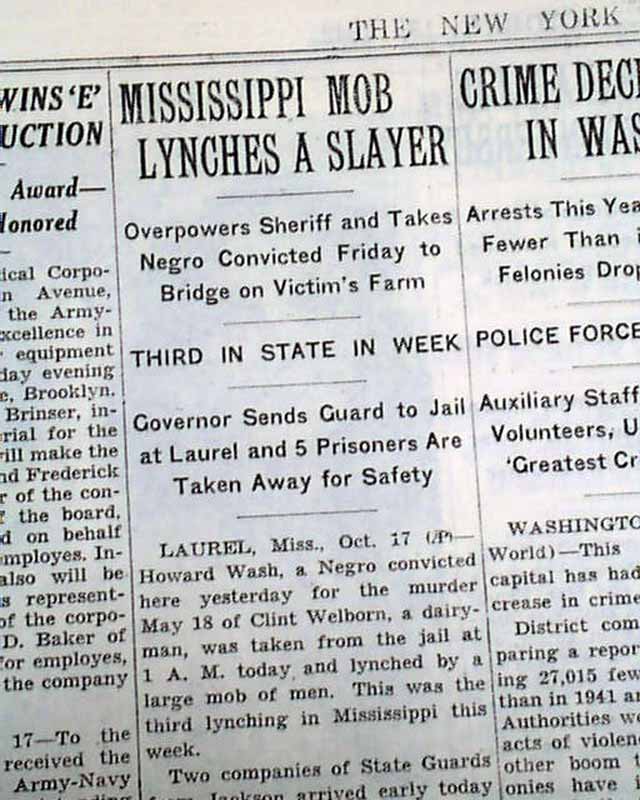 THE NEW YORK
WINS 'E'
UCTION
Award—
Honored
ical Corpo-
n Avenue,
the Army-
xcellence in
equipment
day evening
e, Brooklyn.
Brinser, in-
rial for the
will make the
nd Frederick
r of the con-
f the board,
d on behalf
mployes. In-
also will be
s represent-
of the corpo-
D. Baker of
for employes,
the company
17—To the
received the
Army-Navy
MISSISSIPPI MOB
LYNCHES A SLAYER
Overpowers Sheriff and Takes
Negro Convicted Friday to
Bridge on Victim's Farm
THIRD IN STATE IN WEEK
Governor Sends Guard to Jail
at Laurel and 5 Prisoners Are
Taken Away for Safety
LAUREL, Miss., Oct. 17 (AP)—
Howard Wash, a Negro convicted
here yesterday for the murder
May 18 of Clint Welborn, a dairy-
man, was taken from the jail at
1 A. M. today and lynched by a
large mob of men. This was the
third lynching in Mississippi this
week.
Two companies of State Guards
from Jackson arrived early today
CRIME DECL
IN WAS
Arrests This Yea
Fewer Than i
Felonies Drop
POLICE FORCE
Auxiliary Staff
Volunteers, U
'Greatest Cr
WASHINGTO
World)—This
capital has had
crease in crime
District com
paring a repor
ing 27,015 few
than in 1941 a
Authorities we
acts of violen
other boom t
onies have